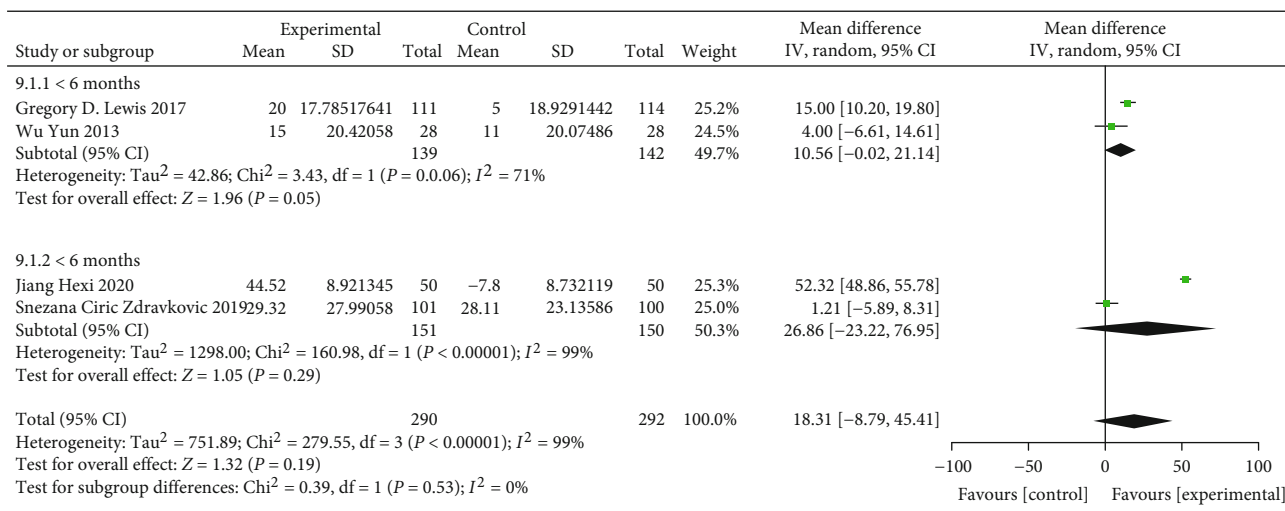 Experimental Control Mean difference Mean difference
Study or subgroup Mean SD Total Mean SD Total Weight IV, random, 95% CI IV, random, 95% CI
9.1.1 < 6 months
Gregory D. Lewis 2017 20 17.78517641 111 5 18.9291442 114 25.2% 15.00 [10.20, 19.80]
Wu Yun 2013 15 20.42058 28 11 20.07486 28 24.5% 4.00 [−6.61, 14.61]
Subtotal (95% CI) 139 142 49.7% 10.56 [−0.02, 21.14]
Heterogeneity: Tau² = 42.86; Chi² = 3.43, df = 1 (P = 0.0.06); I² = 71%
Test for overall effect: Z = 1.96 (P = 0.05)
9.1.2 < 6 months
Jiang Hexi 2020 44.52 8.921345 50 −7.8 8.732119 50 25.3% 52.32 [48.86, 55.78]
Snezana Ciric Zdravkovic 201929.32 27.99058 101 28.11 23.13586 100 25.0% 1.21 [−5.89, 8.31]
Subtotal (95% CI) 151 150 50.3% 26.86 [−23.22, 76.95]
Heterogeneity: Tau² = 1298.00; Chi² = 160.98, df = 1 (P < 0.00001); I² = 99%
Test for overall effect: Z = 1.05 (P = 0.29)
Total (95% CI) 290 292 100.0% 18.31 [−8.79, 45.41]
Heterogeneity: Tau² = 751.89; Chi² = 279.55, df = 3 (P < 0.00001); I² = 99%
Test for overall effect: Z = 1.32 (P = 0.19)
−100 −50 0 50 100
Test for subgroup differences: Chi² = 0.39, df = 1 (P = 0.53); I² = 0%
Favours [control] Favours [experimental]